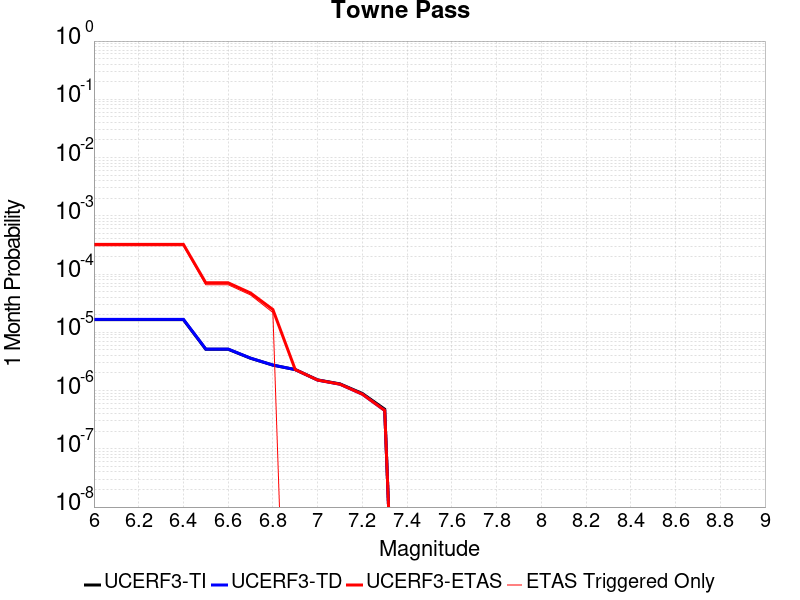 Towne Pass
1 Month Probability
10^0
10^-1
10^-2
10^-3
10^-4
10^-5
10^-6
10^-7
10^-8
6 6.2 6.4 6.6 6.8 7 7.2 7.4 7.6 7.8 8 8.2 8.4 8.6 8.8 9
Magnitude
UCERF3-TI UCERF3-TD UCERF3-ETAS ETAS Triggered Only